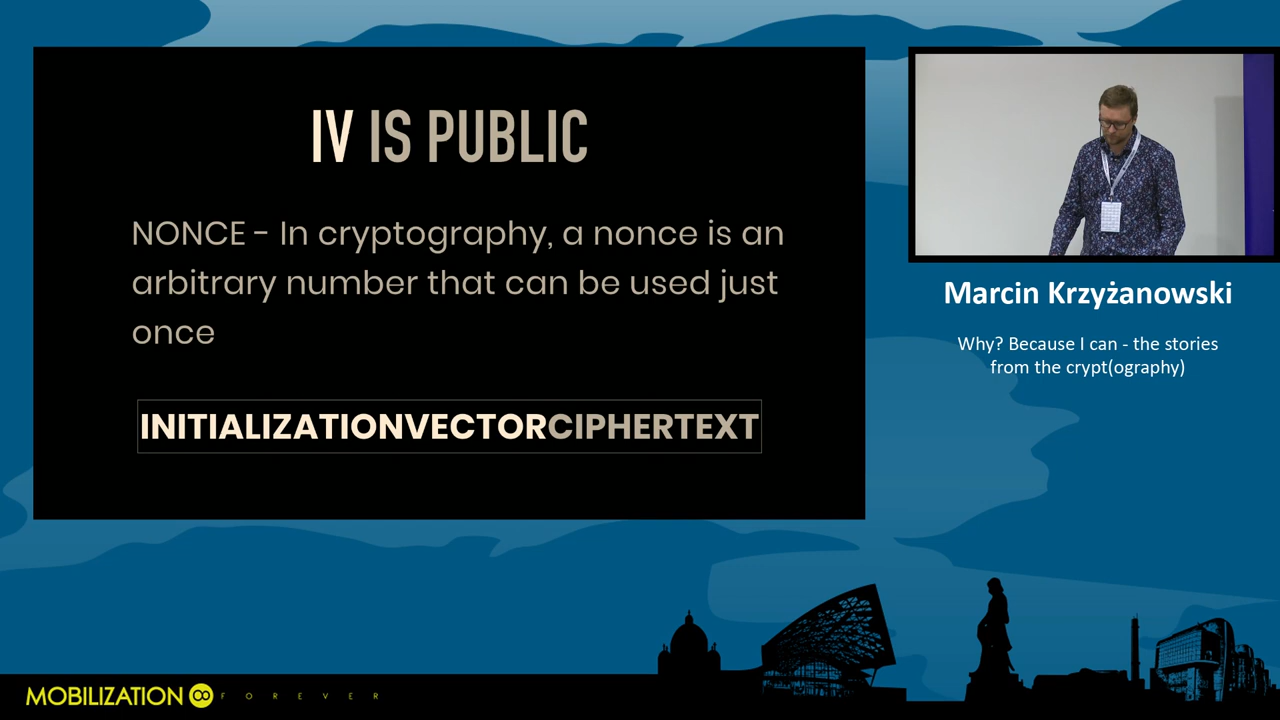 IV IS PUBLIC
NONCE - In cryptography, a nonce is an
arbitrary number that can be used just
once
INITIALIZATIONVECTORCIPHERTEXT
Marcin Krzyżanowski
Why? Because I can - the stories
from the crypt(ography)
MOBILIZATION
FOREVER